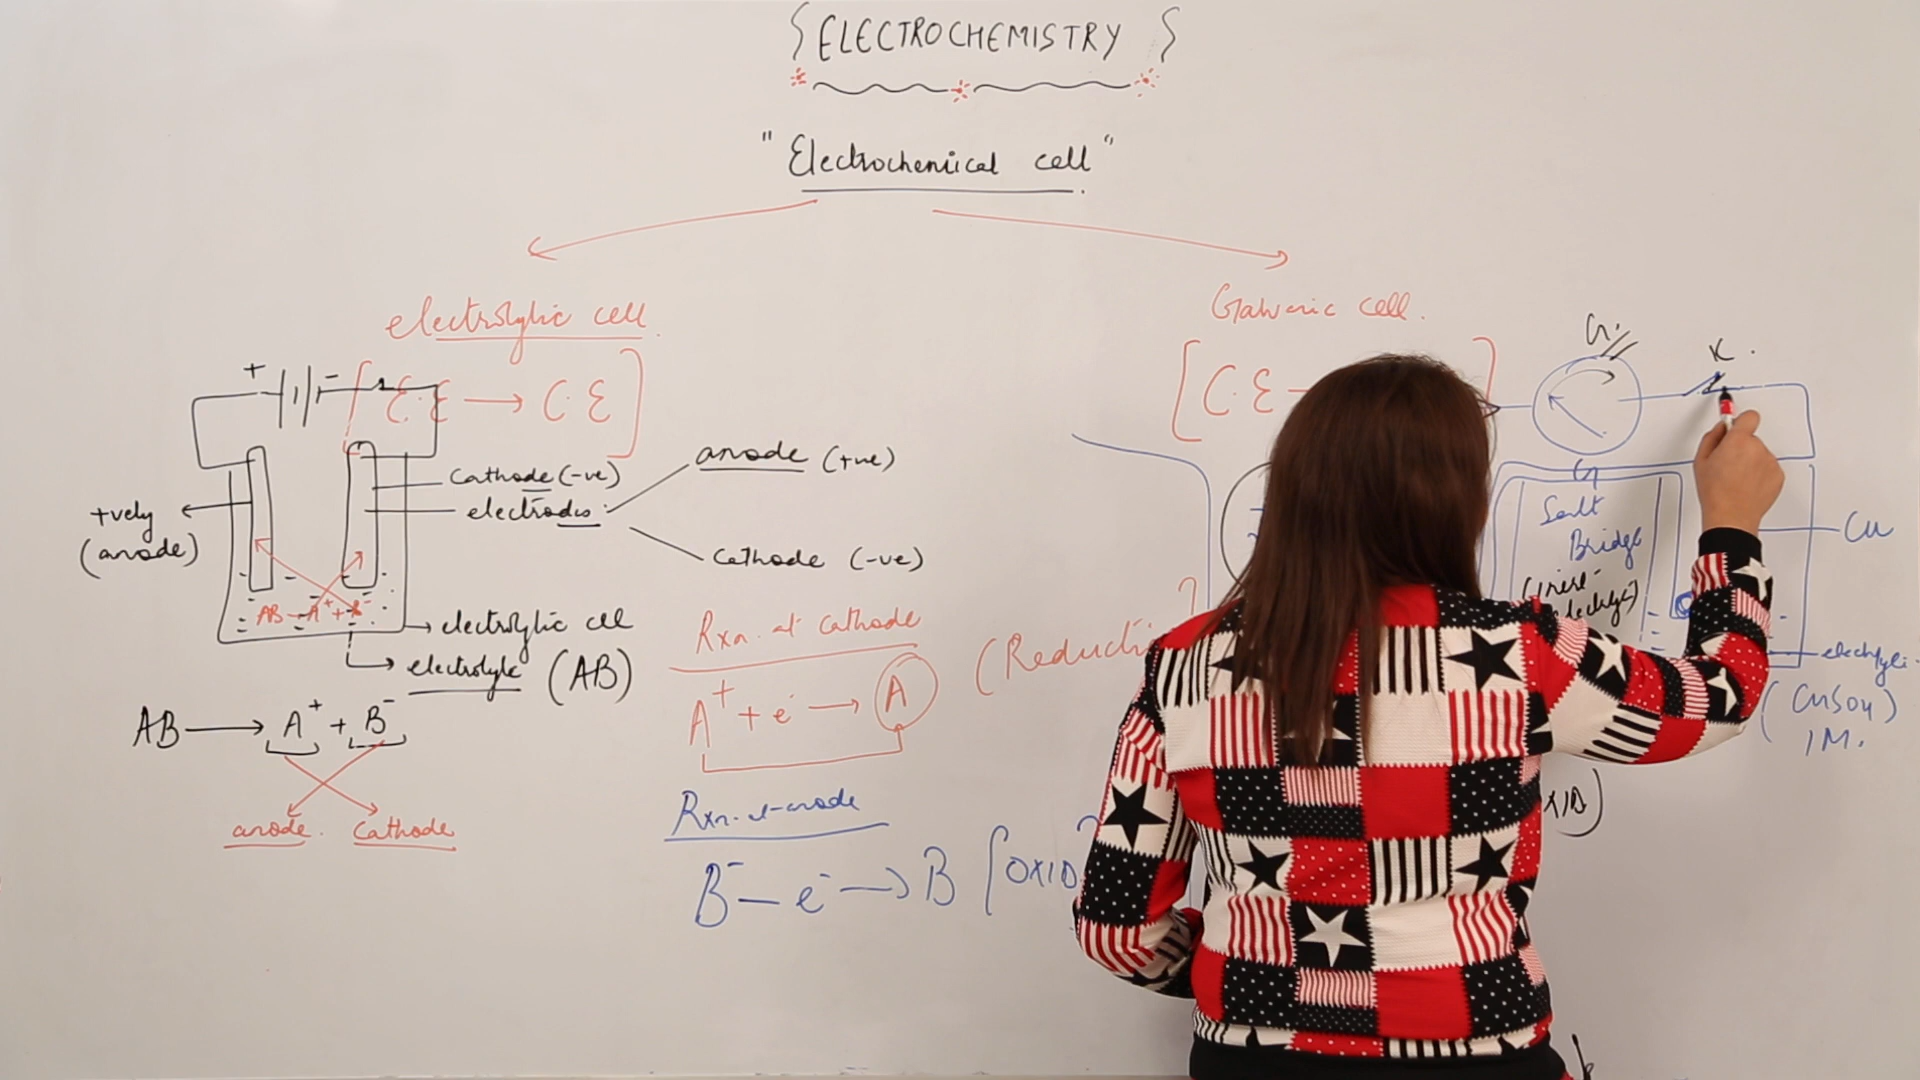 ELECTROCHEMISTRY
"Electrochemical cell"
electrolytic cell.
[E.E → C.E]
+ -
cathode (-ve)
electrodes.
anode (+ve)
cathode (-ve)
+vely
(anode)
AB → A⁺ + B⁻
electrolytic cell
electrolyte (AB)
AB → A⁺ + B⁻
anode. cathode
Rxn. at cathode
A⁺ + e⁻ → A (Reducti
Rxn. at anode
B⁻ - e⁻ → B [OXID
Galvanic cell.
[C.E
G.
K.
G
Salt
Bridge
Cu
(CuSO4)
1M.